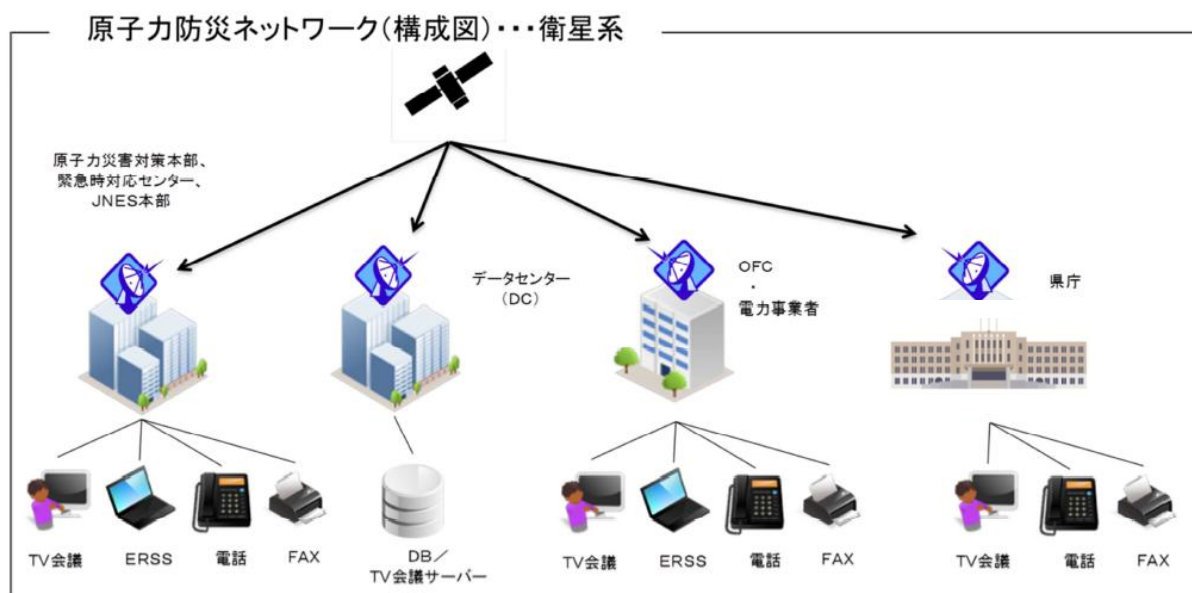 原子力防災ネットワーク(構成図)・・・衛星系
原子力災害対策本部、
緊急時対応センター、
JNES本部
データセンター
(DC)
OFC
・
電力事業者
県庁
TV会議
ERSS
電話
FAX
DB/
TV会議サーバー
TV会議
ERSS
電話
FAX
TV会議
電話
FAX